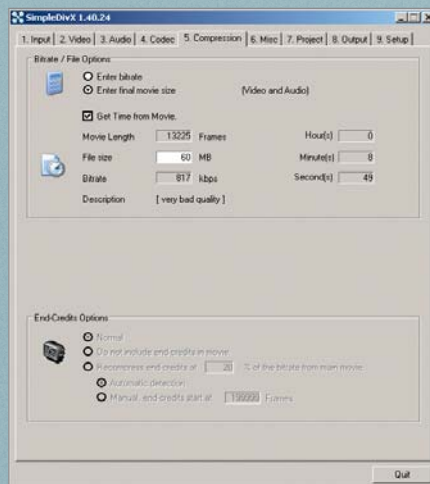 SimpleDivX 1.40.24
1. Input 2. Video 3. Audio 4. Codec 5. Compression 6. Misc 7. Project 8. Output 9. Setup
Bitrate / File Options
Enter bitrate
Enter final movie size (Video and Audio)
Get Time from Movie.
Movie Length 13225 Frames Hour(s) 0
File size 60 MB Minute(s) 8
Bitrate 817 kbps Second(s) 49
Description [ very bad quality ]
End-Credits Options
Normal
Do not include end-credits in movie
Recompress end-credits at 20 % of the bitrate from main movie
Automatic detection
Manual, end credits start at Frames
Quit